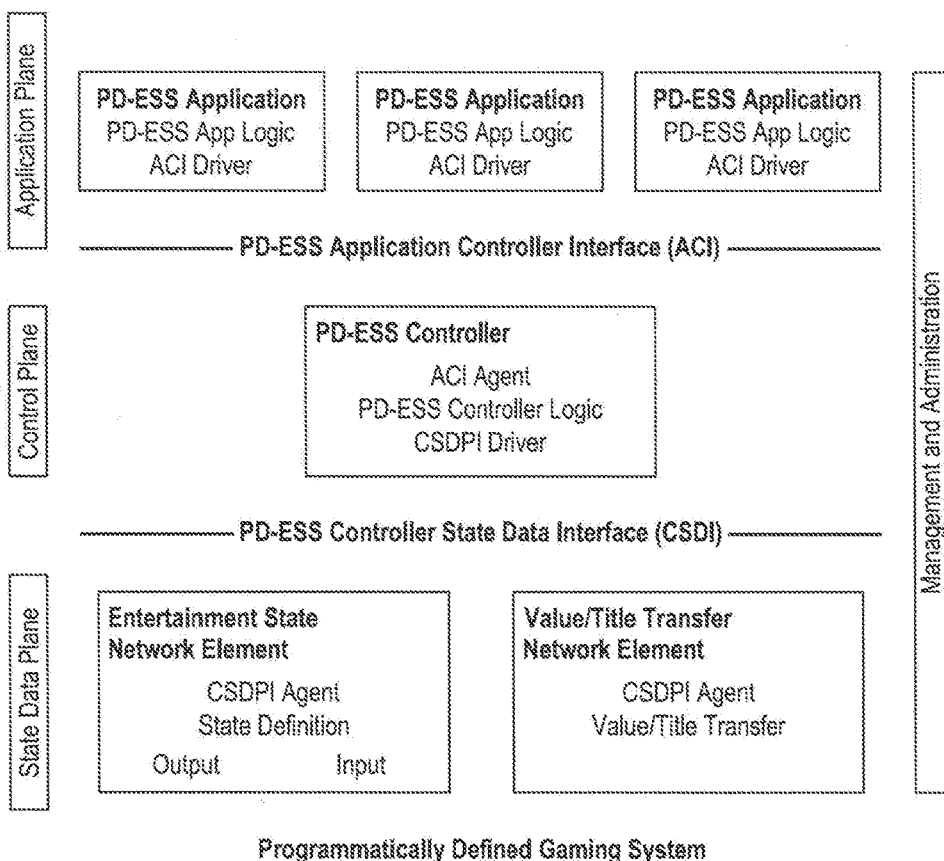 Application Plane
PD-ESS Application
PD-ESS App Logic
ACI Driver
PD-ESS Application
PD-ESS App Logic
ACI Driver
PD-ESS Application
PD-ESS App Logic
ACI Driver
PD-ESS Application Controller Interface (ACI)
Control Plane
PD-ESS Controller
ACI Agent
PD-ESS Controller Logic
CSDPI Driver
Management and Administration
PD-ESS Controller State Data Interface (CSDI)
State Data Plane
Entertainment State
Network Element
CSDPI Agent
State Definition
Output Input
Value/Title Transfer
Network Element
CSDPI Agent
Value/Title Transfer
Programmatically Defined Gaming System